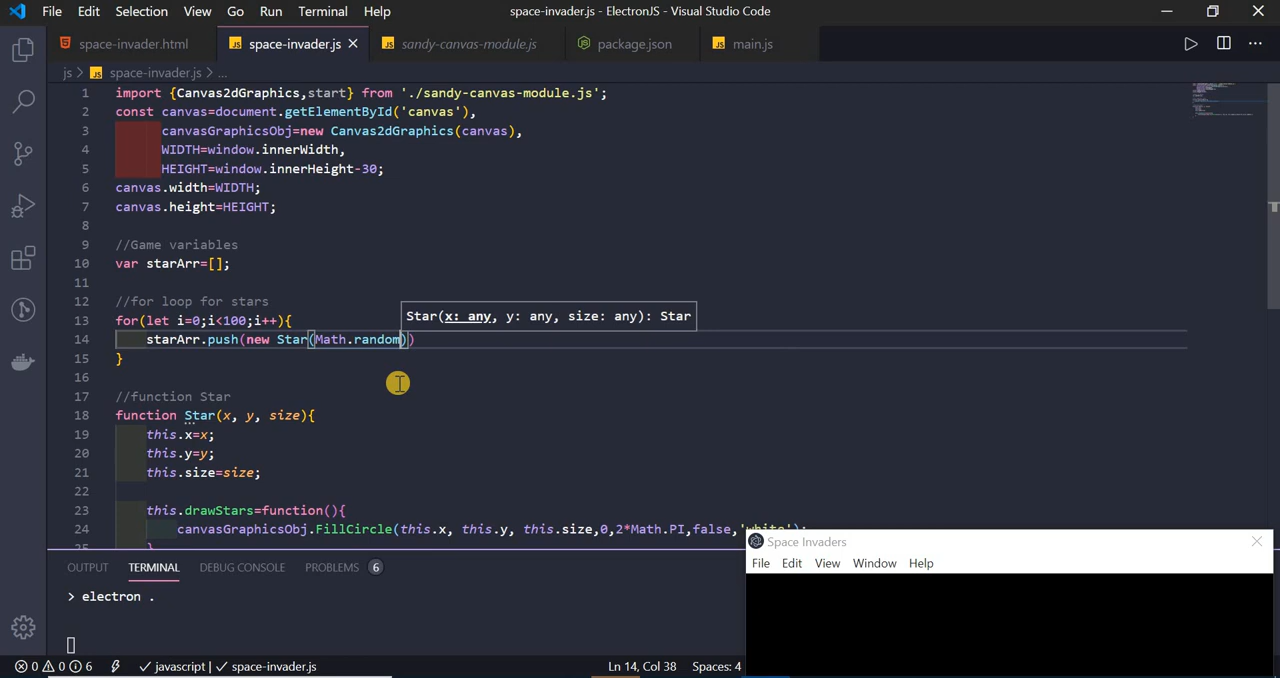 File Edit Selection View Go Run Terminal Help space-invader.js - ElectronJS - Visual Studio Code
space-invader.html space-invader.js sandy-canvas-module.js package.json main.js
js > space-invader.js > ...
1 import {Canvas2dGraphics,start} from './sandy-canvas-module.js';
2 const canvas=document.getElementById('canvas'),
3 canvasGraphicsObj=new Canvas2dGraphics(canvas),
4 WIDTH=window.innerWidth,
5 HEIGHT=window.innerHeight-30;
6 canvas.width=WIDTH;
7 canvas.height=HEIGHT;
8
9 //Game variables
10 var starArr=[];
11
12 //for loop for stars
Star(x: any, y: any, size: any): Star
13 for(let i=0;i<100;i++){
14 starArr.push(new Star(Math.random))
15 }
16
17 //function Star
18 function Star(x, y, size){
19 this.x=x;
20 this.y=y;
21 this.size=size;
22
23 this.drawStars=function(){
24 canvasGraphicsObj.FillCircle(this.x, this.y, this.size,0,2*Math.PI,false,'white');
25 }
OUTPUT TERMINAL DEBUG CONSOLE PROBLEMS 6
> electron .
Space Invaders
File Edit View Window Help
0 0 6 javascript | space-invader.js Ln 14, Col 38 Spaces: 4